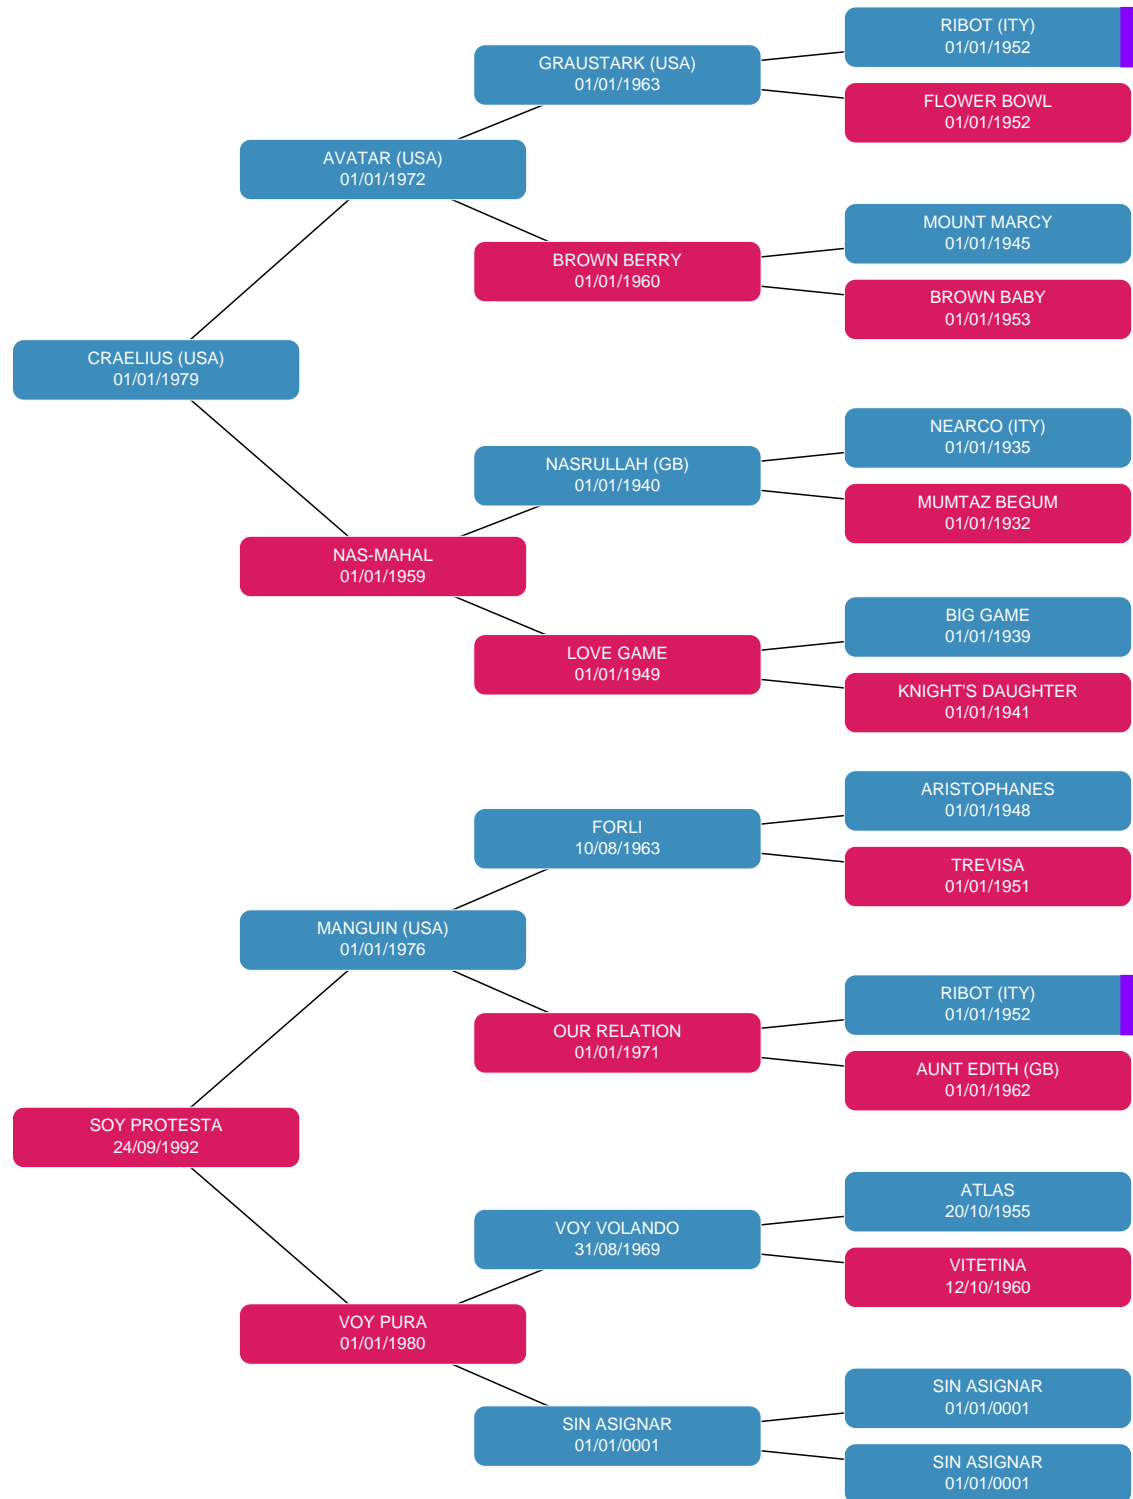 RIBOT (ITY)
01/01/1952
GRAUSTARK (USA)
01/01/1963
FLOWER BOWL
01/01/1952
AVATAR (USA)
01/01/1972
MOUNT MARCY
01/01/1945
BROWN BERRY
01/01/1960
BROWN BABY
01/01/1953
CRAELIUS (USA)
01/01/1979
NEARCO (ITY)
01/01/1935
NASRULLAH (GB)
01/01/1940
MUMTAZ BEGUM
01/01/1932
NAS-MAHAL
01/01/1959
BIG GAME
01/01/1939
LOVE GAME
01/01/1949
KNIGHT'S DAUGHTER
01/01/1941
ARISTOPHANES
01/01/1948
FORLI
10/08/1963
TREVISA
01/01/1951
MANGUIN (USA)
01/01/1976
RIBOT (ITY)
01/01/1952
OUR RELATION
01/01/1971
AUNT EDITH (GB)
01/01/1962
SOY PROTESTA
24/09/1992
ATLAS
20/10/1955
VOY VOLANDO
31/08/1969
VITETINA
12/10/1960
VOY PURA
01/01/1980
SIN ASIGNAR
01/01/0001
SIN ASIGNAR
01/01/0001
SIN ASIGNAR
01/01/0001